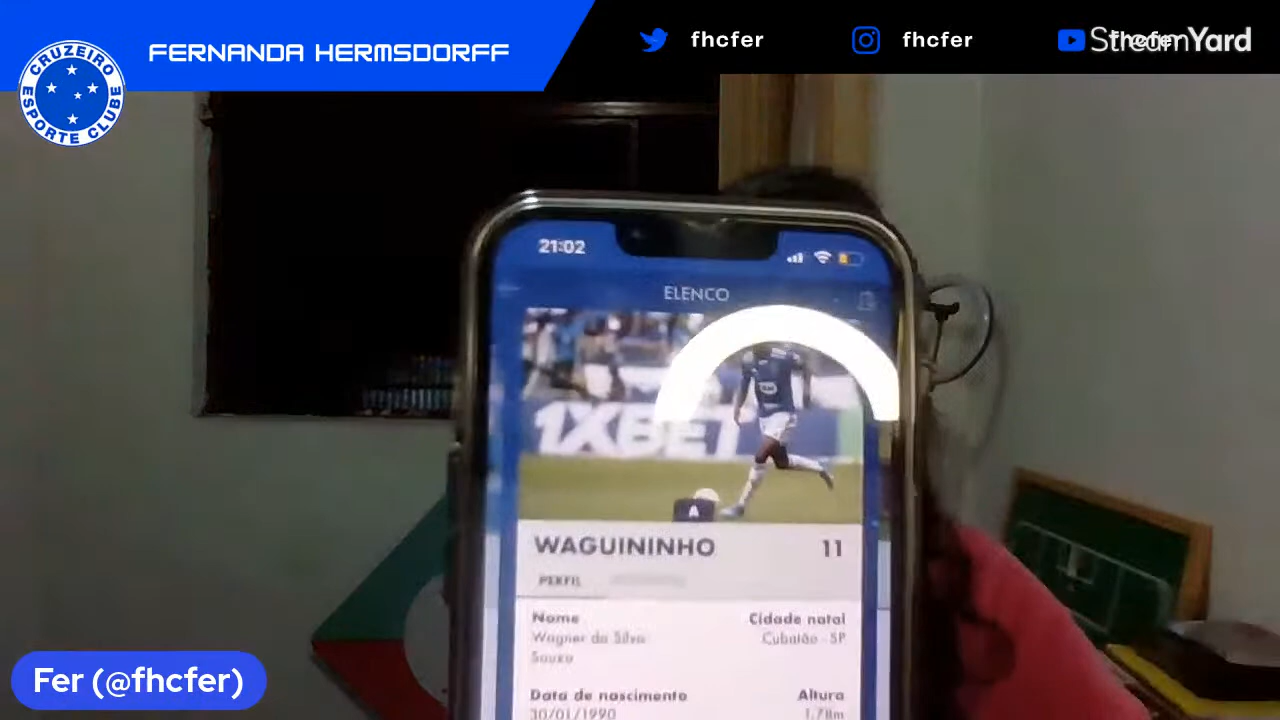 FERNANDA HERMSDORFF
fhcfer
fhcfer
StreamYard
CRUZEIRO
ESPORTE CLUBE
21:02
ELENCO
1XBET
A
WAGUININHO 11
PERFIL
Nome Cidade natal
Wagner da Silva Cubatão - SP
Souza
Data de nascimento Altura
30/01/1990 1,78m
Fer (@fhcfer)